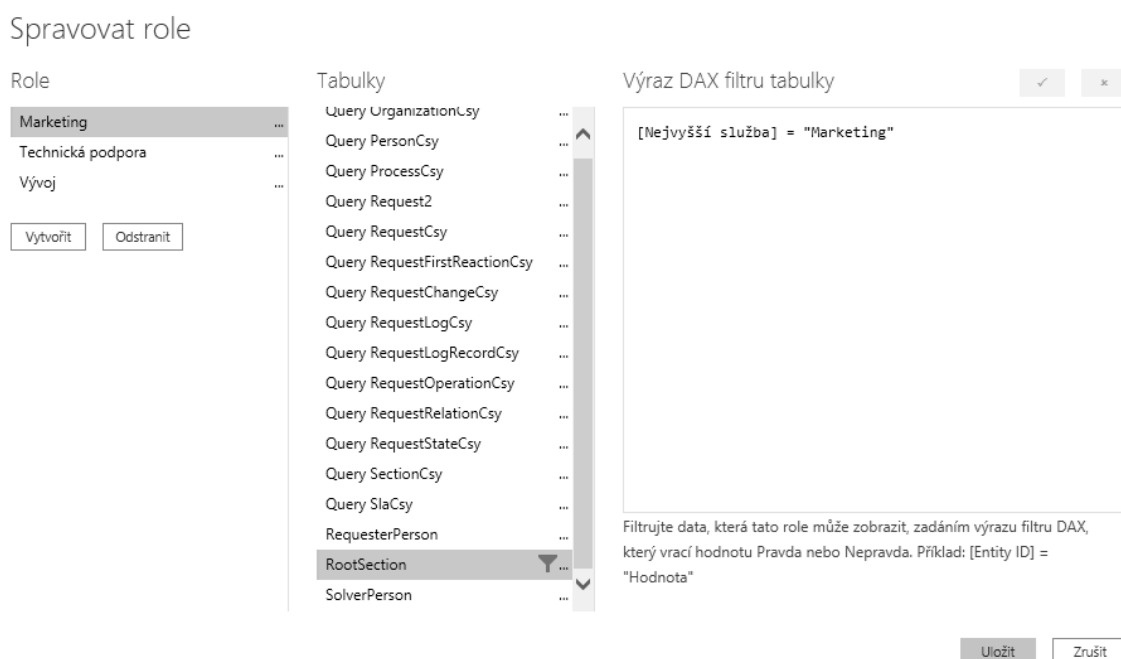 Spravovat role
Role
Marketing ...
Technická podpora ...
Vývoj ...
Vytvořit Odstranit
Tabulky
Query OrganizationCsy ...
Query PersonCsy ...
Query ProcessCsy ...
Query Request2 ...
Query RequestCsy ...
Query RequestFirstReactionCsy ...
Query RequestChangeCsy ...
Query RequestLogCsy ...
Query RequestLogRecordCsy ...
Query RequestOperationCsy ...
Query RequestRelationCsy ...
Query RequestStateCsy ...
Query SectionCsy ...
Query SlaCsy ...
RequesterPerson ...
RootSection ...
SolverPerson ...
Výraz DAX filtru tabulky
[Nejvyšší služba] = "Marketing"
Filtrujte data, která tato role může zobrazit, zadáním výrazu filtru DAX,
který vrací hodnotu Pravda nebo Nepravda. Příklad: [Entity ID] =
"Hodnota"
Uložit Zrušit